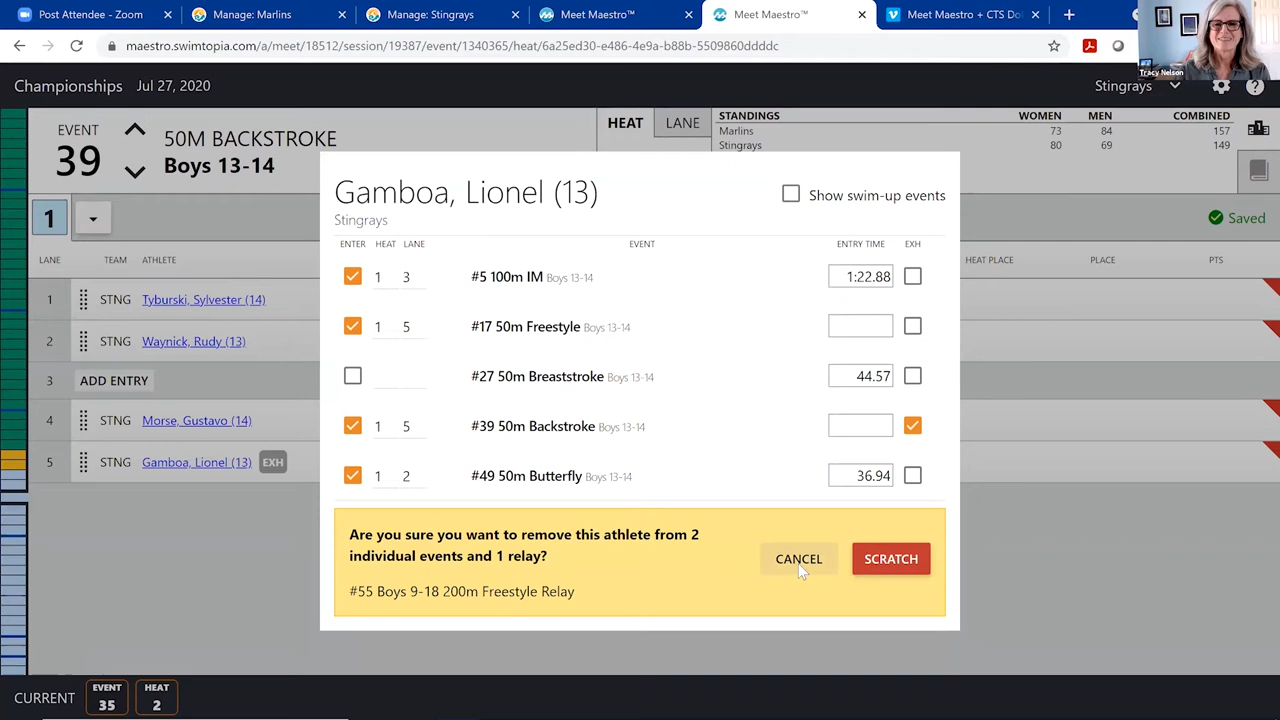 Post Attendee - Zoom
Manage: Marlins
Manage: Stingrays
Meet Maestro™
Meet Maestro™
Meet Maestro + CTS Do
maestro.swimtopia.com/a/meet/18512/session/19387/event/1340365/heat/6a25ed30-e486-4e9a-b88b-5509860ddddc
Tracy Nelson
Championships Jul 27, 2020 Stingrays
EVENT
39
50M BACKSTROKE
Boys 13-14
HEAT LANE
STANDINGS WOMEN MEN COMBINED
Marlins 73 84 157
Stingrays 80 69 149
1
Saved
LANE TEAM ATHLETE HEAT PLACE PLACE PTS
1 STNG Tyburski, Sylvester (14)
2 STNG Waynick, Rudy (13)
3 ADD ENTRY
4 STNG Morse, Gustavo (14)
5 STNG Gamboa, Lionel (13) EXH
Gamboa, Lionel (13)
Stingrays
Show swim-up events
ENTER HEAT LANE EVENT ENTRY TIME EXH
1 3 #5 100m IM Boys 13-14 1:22.88
1 5 #17 50m Freestyle Boys 13-14
#27 50m Breaststroke Boys 13-14 44.57
1 5 #39 50m Backstroke Boys 13-14
1 2 #49 50m Butterfly Boys 13-14 36.94
Are you sure you want to remove this athlete from 2
individual events and 1 relay?
#55 Boys 9-18 200m Freestyle Relay
CANCEL SCRATCH
CURRENT
EVENT
35
HEAT
2